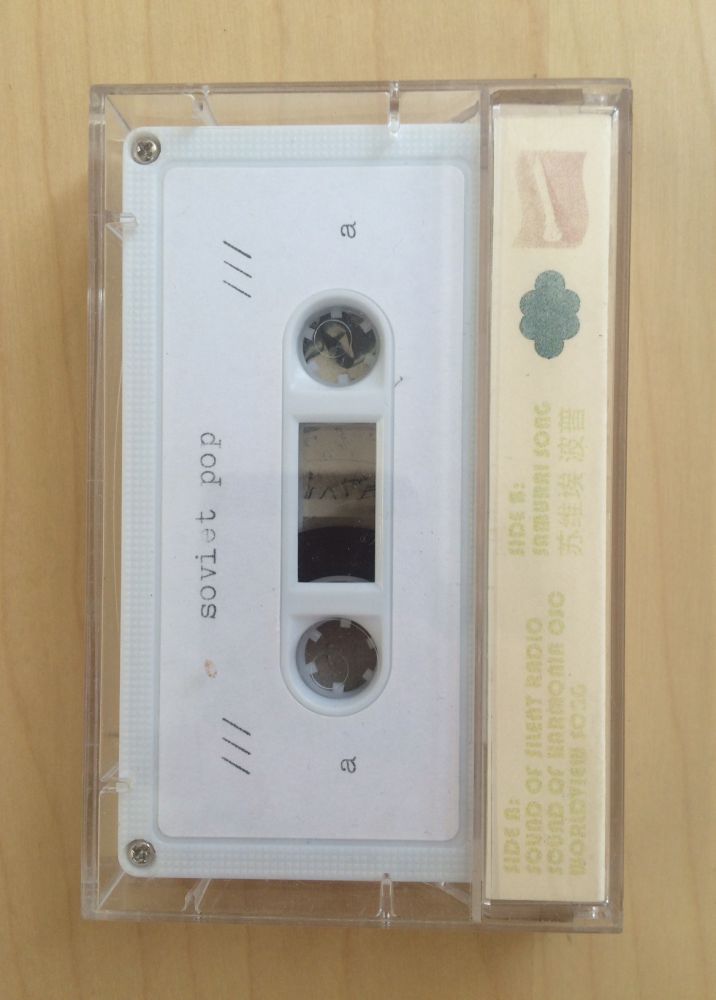 /// soviet pop ///
a a
SIDE A:
SOUND OF SILENT RADIO
SOUND OF HARMONIA OSC
WORLDVIEW SONG
SIDE B:
SAMURAI SONG
苏维埃 波普